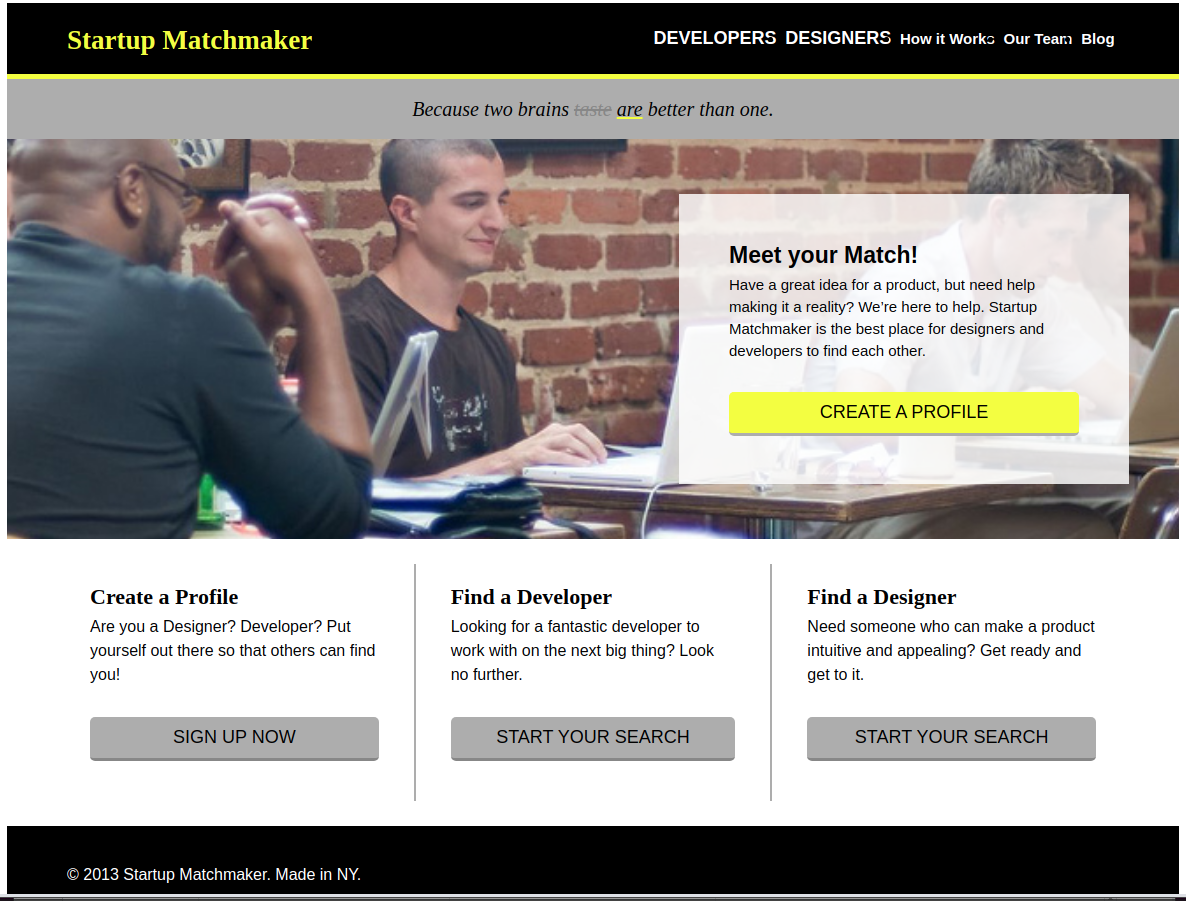 Startup Matchmaker
DEVELOPERS DESIGNERS How it Works Our Team Blog
Because two brains taste are better than one.
Meet your Match!
Have a great idea for a product, but need help
making it a reality? We’re here to help. Startup
Matchmaker is the best place for designers and
developers to find each other.
CREATE A PROFILE
Create a Profile
Are you a Designer? Developer? Put
yourself out there so that others can find
you!
SIGN UP NOW
Find a Developer
Looking for a fantastic developer to
work with on the next big thing? Look
no further.
START YOUR SEARCH
Find a Designer
Need someone who can make a product
intuitive and appealing? Get ready and
get to it.
START YOUR SEARCH
© 2013 Startup Matchmaker. Made in NY.